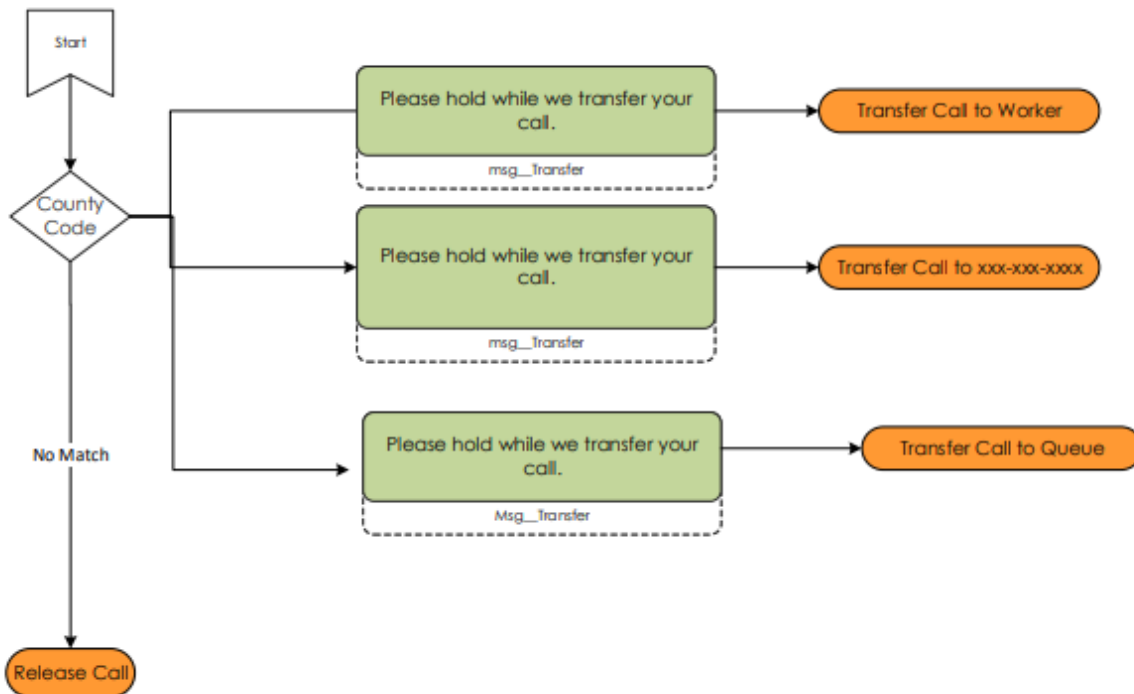 Start
Please hold while we transfer your
call.
msg__Transfer
Transfer Call to Worker
County
Code
Please hold while we transfer your
call.
msg__Transfer
Transfer Call to xxx-xxx-xxxx
No Match
Please hold while we transfer your
call.
Msg__Transfer
Transfer Call to Queue
Release Call